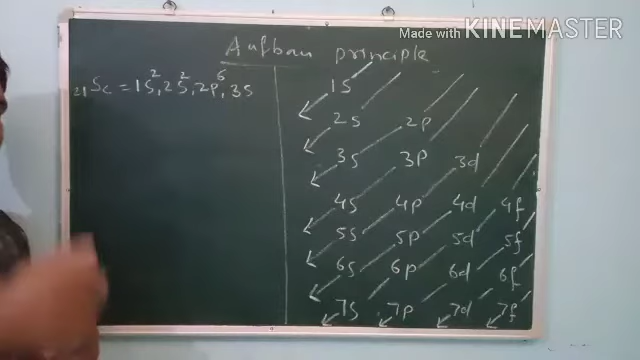 Made with KINEMASTER
Aufbau principle
₂₁Sc = 1s², 2s², 2p⁶, 3s
1s
2s 2p
3s 3p 3d
4s 4p 4d 4f
5s 5p 5d 5f
6s 6p 6d 6f
7s 7p 7d 7f